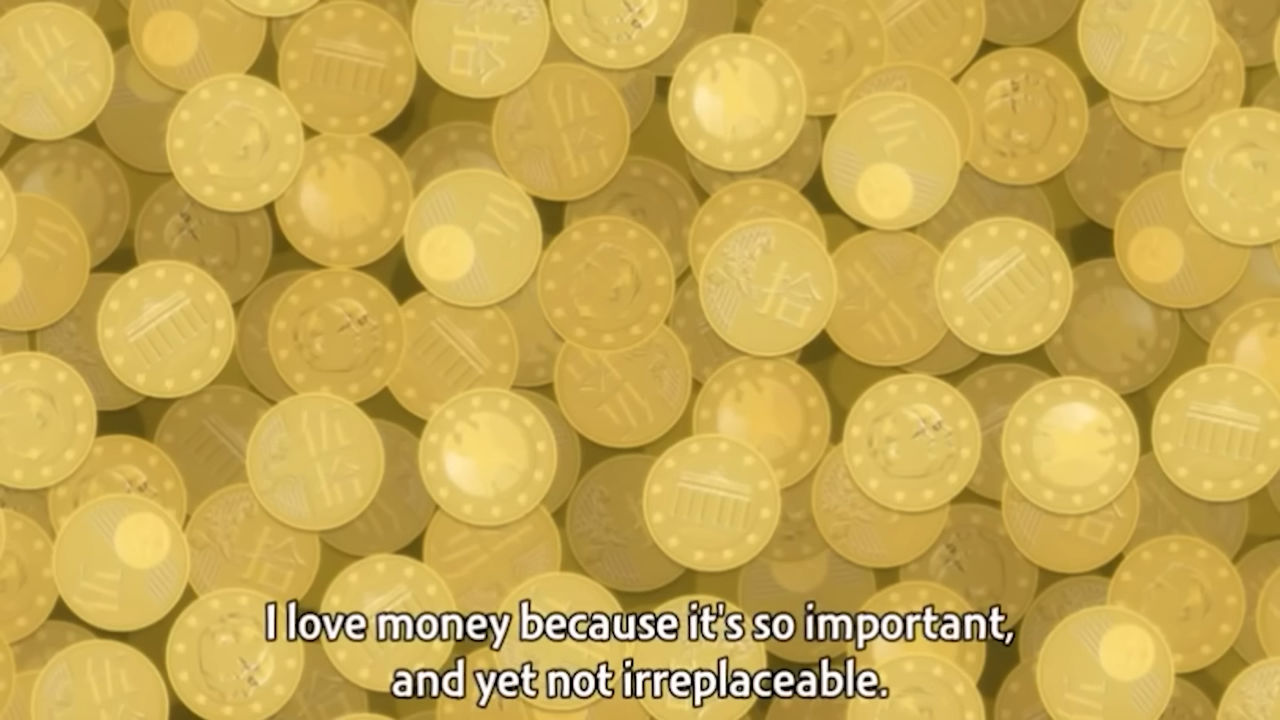 I love money because it's so important,
and yet not irreplaceable.